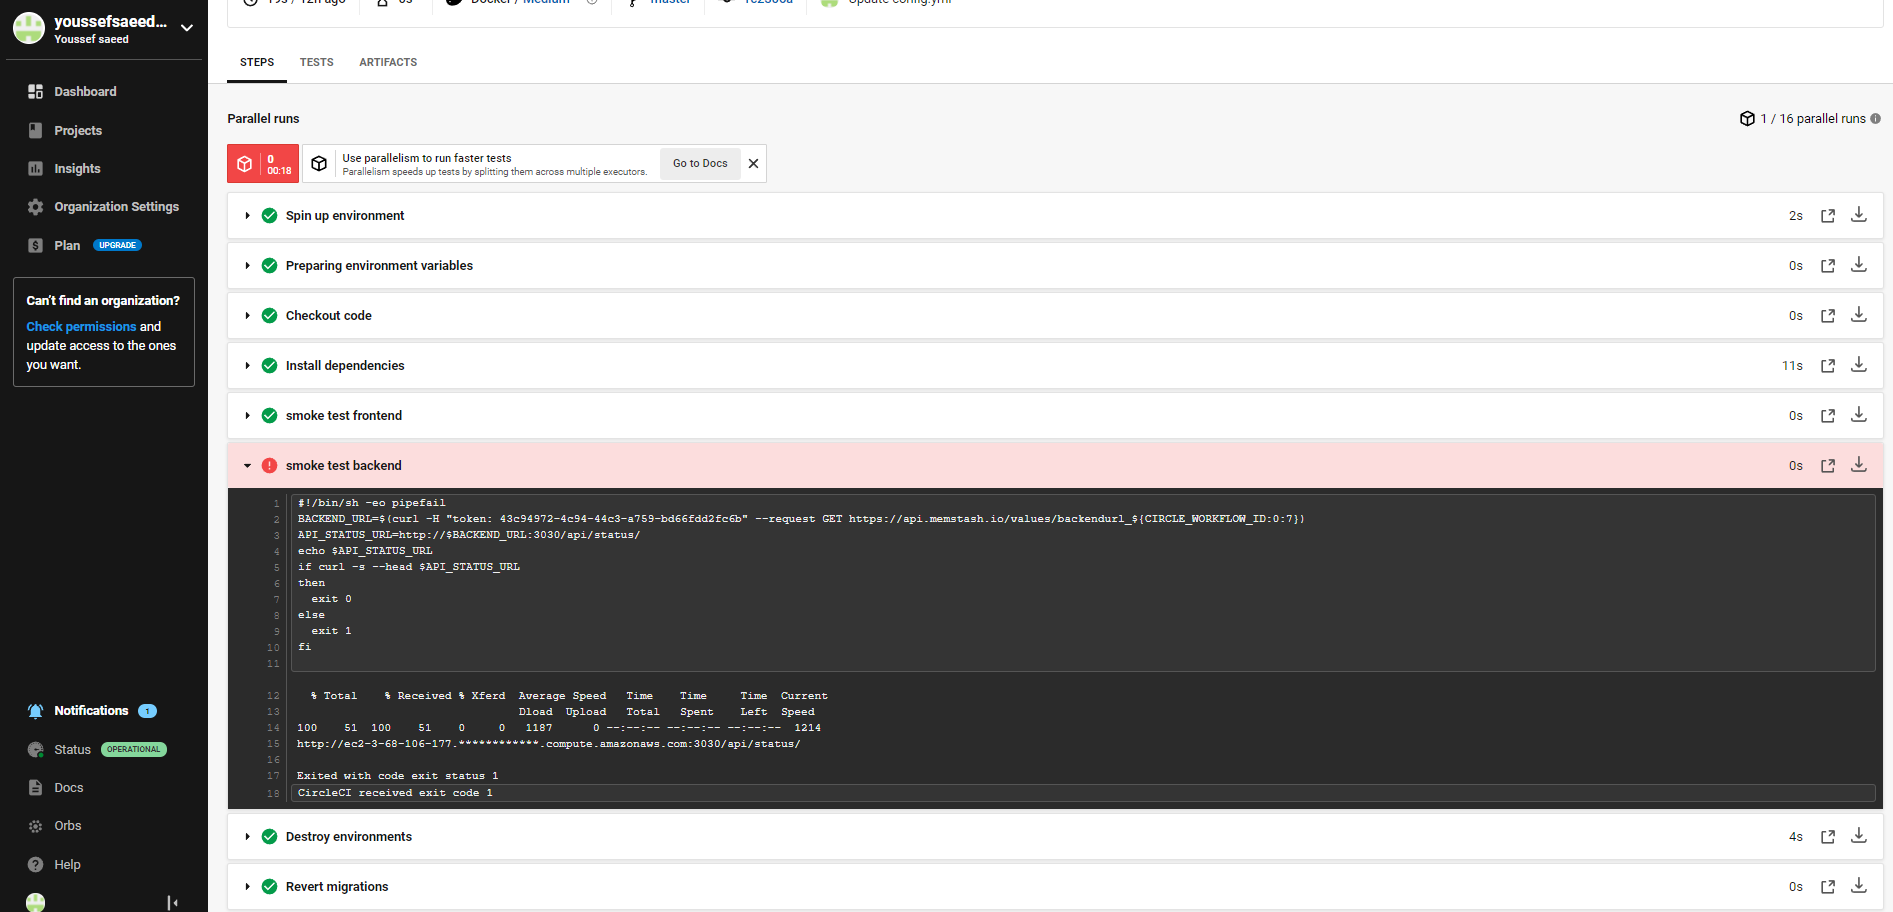 youssefsaeed...
Youssef saeed
Dashboard
Projects
Insights
Organization Settings
Plan UPGRADE
Can't find an organization?
Check permissions and
update access to the ones
you want.
Notifications 1
Status OPERATIONAL
Docs
Orbs
Help
19s / 12h ago 0s Docker / Medium master Update config.yml
STEPS TESTS ARTIFACTS
Parallel runs
1 / 16 parallel runs
0
00:18
Use parallelism to run faster tests
Parallelism speeds up tests by splitting them across multiple executors.
Go to Docs
Spin up environment 2s
Preparing environment variables 0s
Checkout code 0s
Install dependencies 11s
smoke test frontend 0s
smoke test backend 0s
1 #!/bin/sh -eo pipefail
2 BACKEND_URL=$(curl -H "token: 43c94972-4c94-44c3-a759-bd66fdd2fc6b" --request GET https://api.memstash.io/values/backendurl_${CIRCLE_WORKFLOW_ID:0:7})
3 API_STATUS_URL=http://$BACKEND_URL:3030/api/status/
4 echo $API_STATUS_URL
5 if curl -s --head $API_STATUS_URL
6 then
7 exit 0
8 else
9 exit 1
10 fi
11
12 % Total % Received % Xferd Average Speed Time Time Time Current
13 Dload Upload Total Spent Left Speed
14 100 51 100 51 0 0 1187 0 --:--:-- --:--:-- --:--:-- 1214
15 http://ec2-3-68-106-177.************.compute.amazonaws.com:3030/api/status/
16
17 Exited with code exit status 1
18 CircleCI received exit code 1
Destroy environments 4s
Revert migrations 0s